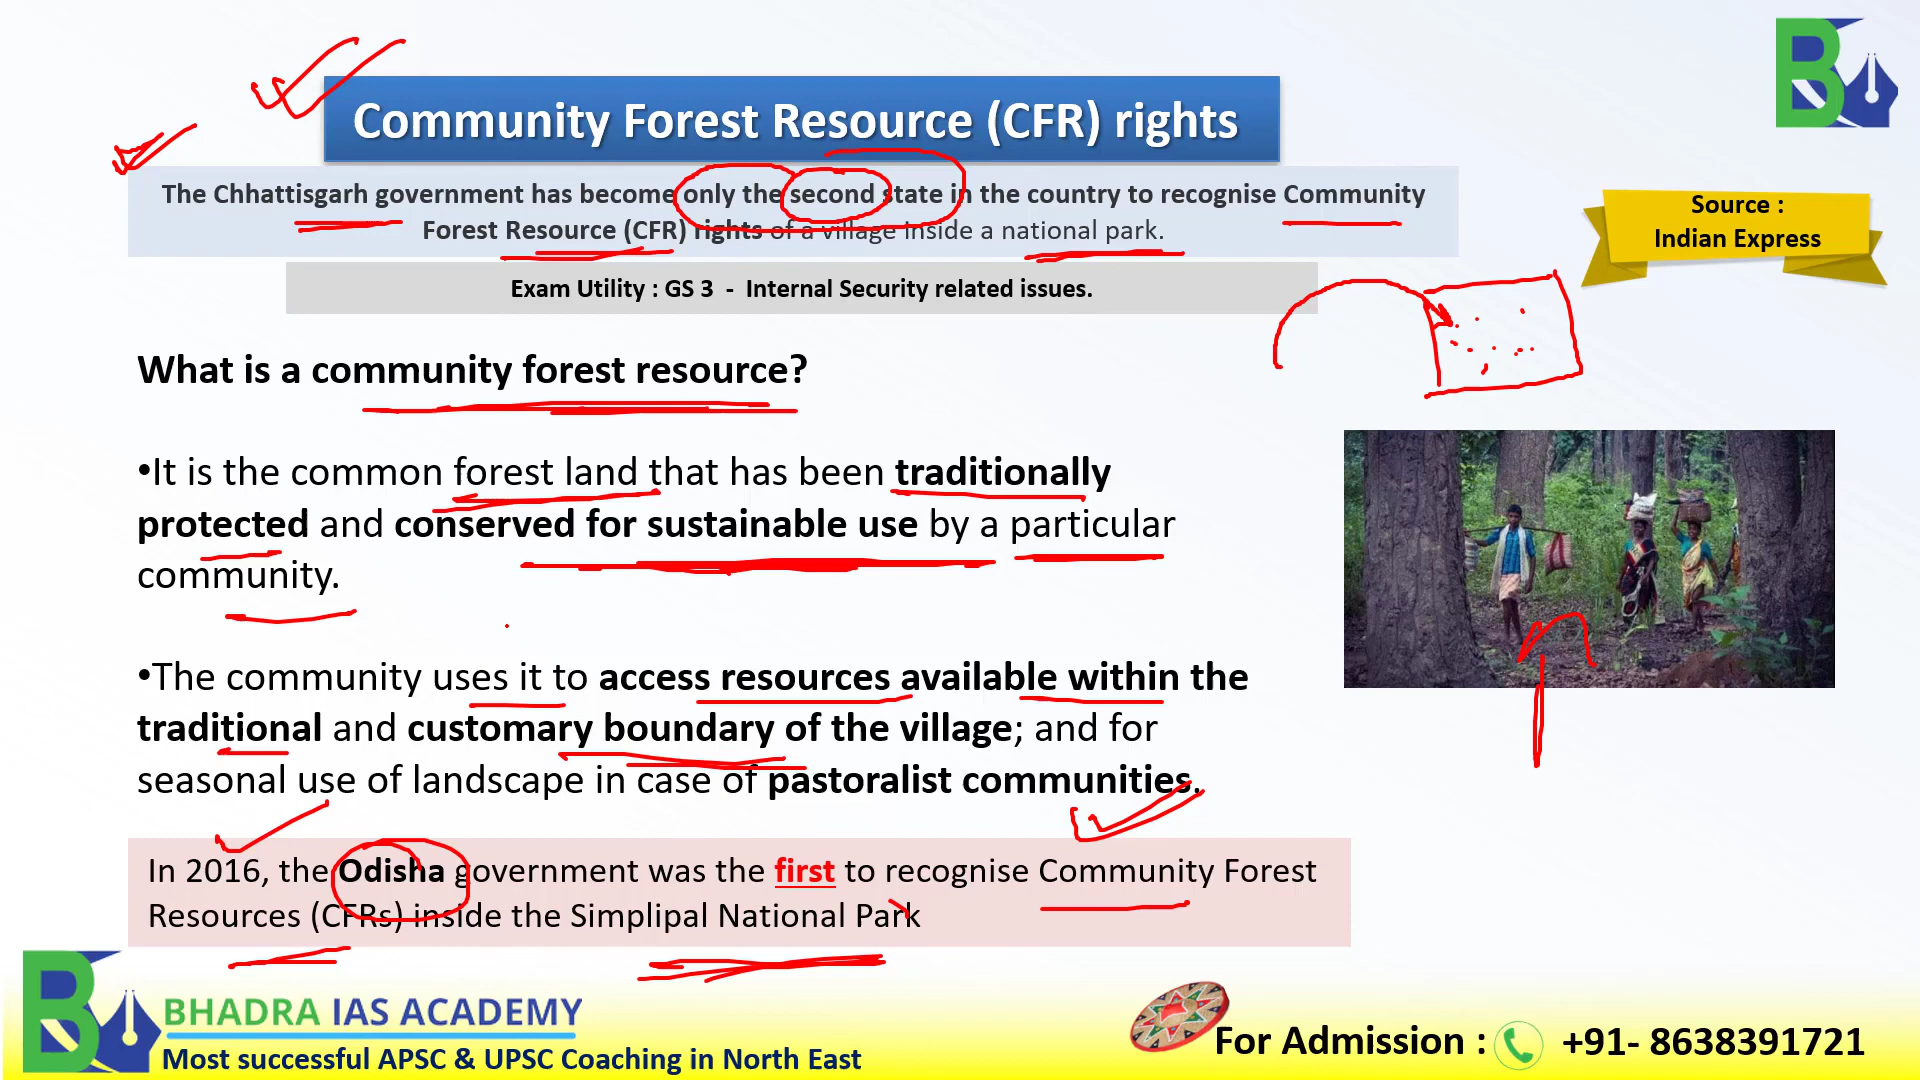 Community Forest Resource (CFR) rights
The Chhattisgarh government has become only the second state in the country to recognise Community
Forest Resource (CFR) rights of a village inside a national park.
Source :
Indian Express
Exam Utility : GS 3 - Internal Security related issues.
What is a community forest resource?
•It is the common forest land that has been traditionally
protected and conserved for sustainable use by a particular
community.
•The community uses it to access resources available within the
traditional and customary boundary of the village; and for
seasonal use of landscape in case of pastoralist communities.
In 2016, the Odisha government was the first to recognise Community Forest
Resources (CFRs) inside the Simplipal National Park
BHADRA IAS ACADEMY
Most successful APSC & UPSC Coaching in North East
For Admission : +91- 8638391721